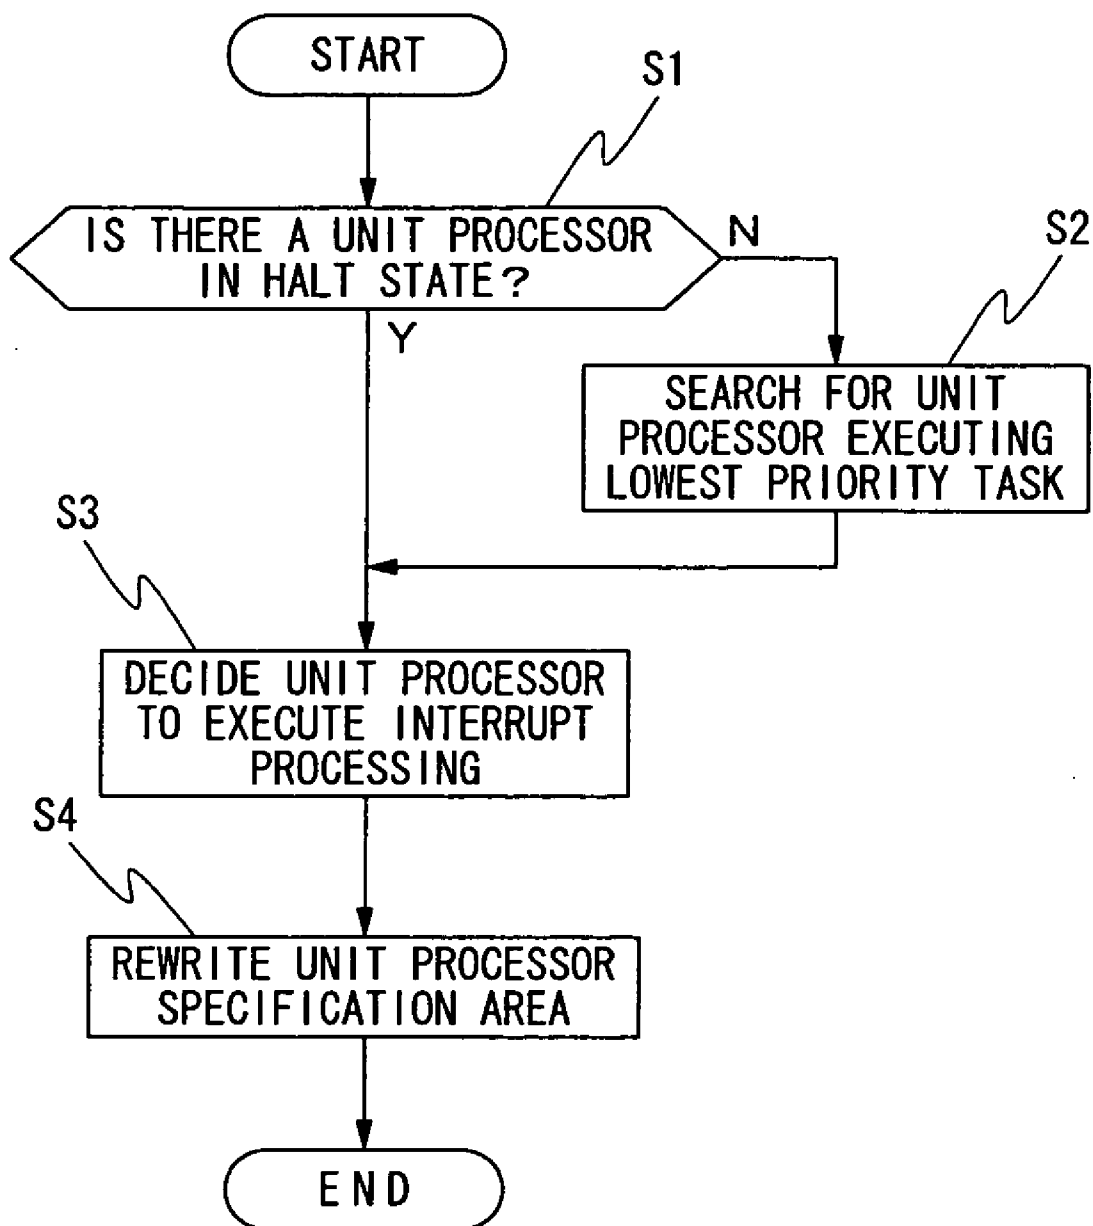 START
S1
IS THERE A UNIT PROCESSOR
IN HALT STATE?
N
S2
Y
SEARCH FOR UNIT
PROCESSOR EXECUTING
LOWEST PRIORITY TASK
S3
DECIDE UNIT PROCESSOR
TO EXECUTE INTERRUPT
PROCESSING
S4
REWRITE UNIT PROCESSOR
SPECIFICATION AREA
END